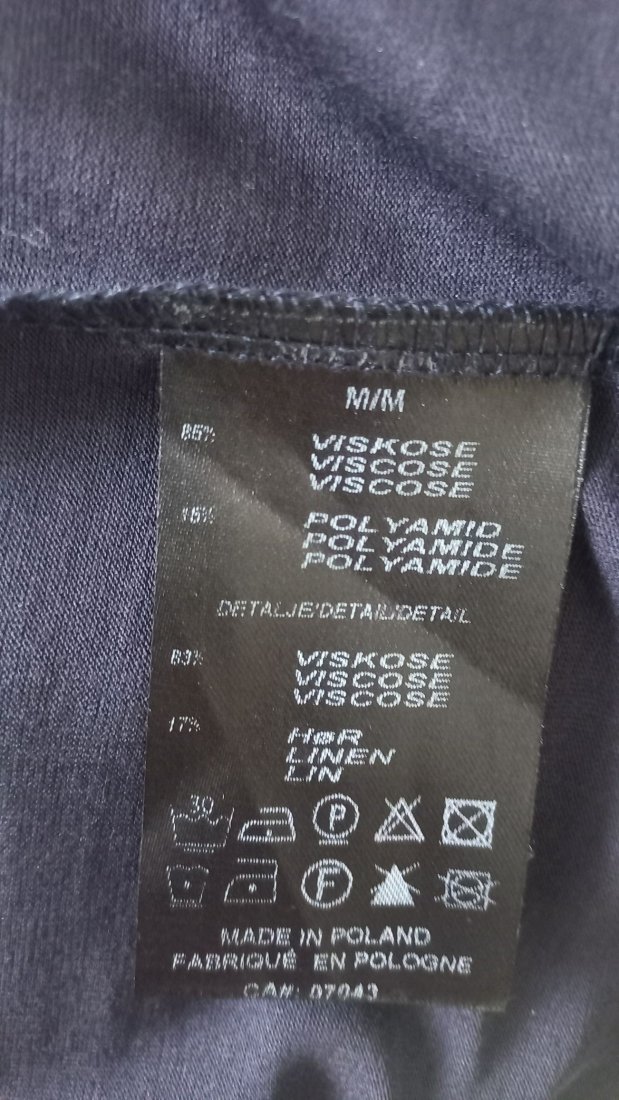 M/M
85% VISKOSE
VISCOSE
VISCOSE
15% POLYAMID
POLYAMIDE
POLYAMIDE
DETALJE/DETAIL/DETAIL
83% VISKOSE
VISCOSE
VISCOSE
17% HØR
LINEN
LIN
30 P
F
MADE IN POLAND
FABRIQUÉ EN POLOGNE
CA#: 07043